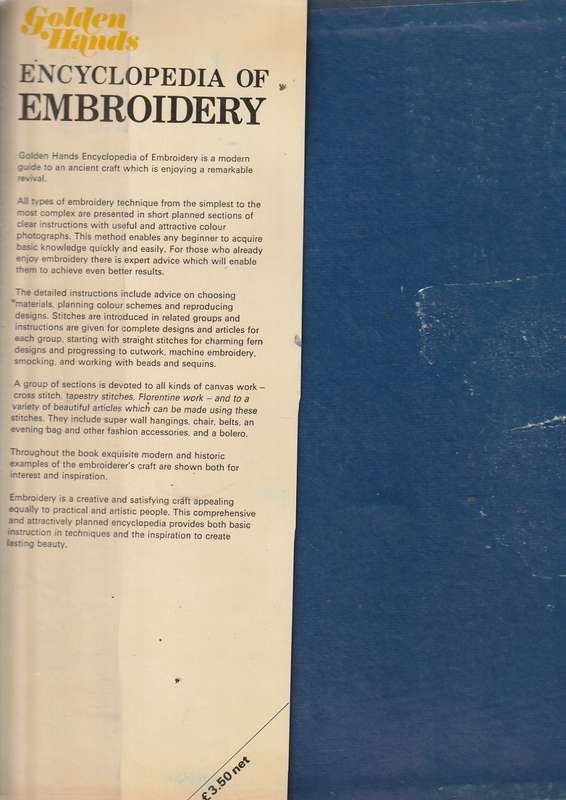 Golden
Hands
ENCYCLOPEDIA OF
EMBROIDERY
Golden Hands Encyclopedia of Embroidery is a modern
guide to an ancient craft which is enjoying a remarkable
revival.
All types of embroidery technique from the simplest to the
most complex are presented in short planned sections of
clear instructions with useful and attractive colour
photographs. This method enables any beginner to acquire
basic knowledge quickly and easily. For those who already
enjoy embroidery there is expert advice which will enable
them to achieve even better results.
The detailed instructions include advice on choosing
materials, planning colour schemes and reproducing
designs. Stitches are introduced in related groups and
instructions are given for complete designs and articles for
each group, starting with straight stitches for charming fern
designs and progressing to cutwork, machine embroidery,
smocking, and working with beads and sequins.
A group of sections is devoted to all kinds of canvas work –
cross stitch, tapestry stitches, Florentine work – and to a
variety of beautiful articles which can be made using these
stitches. They include super wall hangings, chair, belts, an
evening bag and other fashion accessories, and a bolero.
Throughout the book exquisite modern and historic
examples of the embroiderer's craft are shown both for
interest and inspiration.
Embroidery is a creative and satisfying craft appealing
equally to practical and artistic people. This comprehensive
and attractively planned encyclopedia provides both basic
instruction in techniques and the inspiration to create
lasting beauty.
£3.50 net